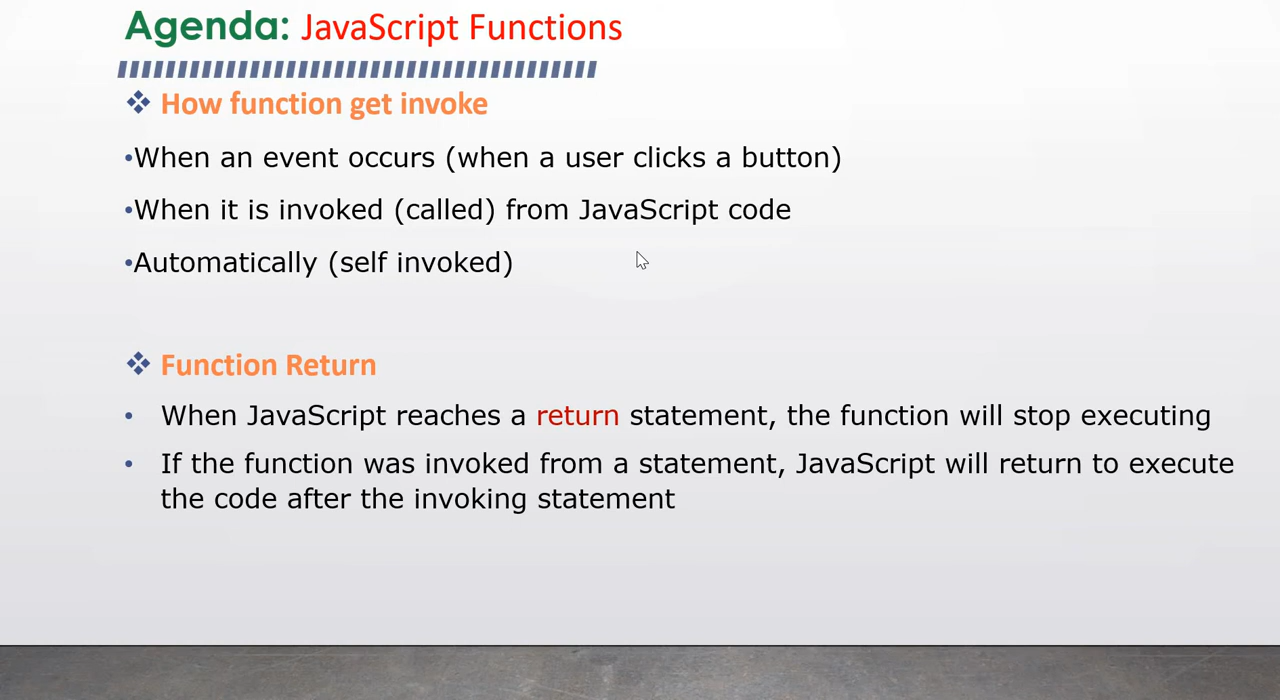 Agenda: JavaScript Functions
❖ How function get invoke
•When an event occurs (when a user clicks a button)
•When it is invoked (called) from JavaScript code
•Automatically (self invoked)
❖ Function Return
• When JavaScript reaches a return statement, the function will stop executing
• If the function was invoked from a statement, JavaScript will return to execute
the code after the invoking statement